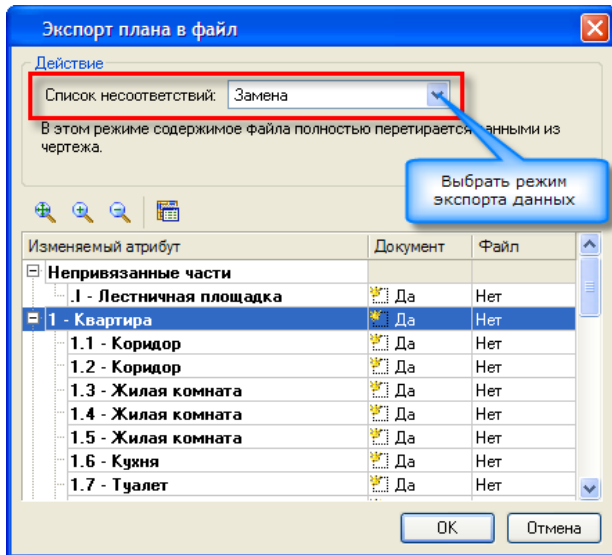 Экспорт плана в файл
Действие
Список несоответствий: Замена
В этом режиме содержимое файла полностью перетирается данными из
чертежа.
Выбрать режим
экспорта данных
Изменяемый атрибут Документ Файл
Непривязанные части
.I - Лестничная площадка Да Нет
1 - Квартира Да Нет
1.1 - Коридор Да Нет
1.2 - Коридор Да Нет
1.3 - Жилая комната Да Нет
1.4 - Жилая комната Да Нет
1.5 - Жилая комната Да Нет
1.6 - Кухня Да Нет
1.7 - Туалет Да Нет
OK Отмена